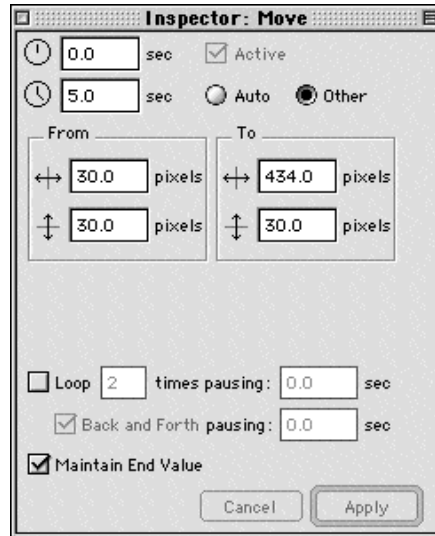 Inspector: Move
0.0 sec Active
5.0 sec Auto Other
From To
30.0 pixels 434.0 pixels
30.0 pixels 30.0 pixels
Loop 2 times pausing: 0.0 sec
Back and Forth pausing: 0.0 sec
Maintain End Value
Cancel Apply